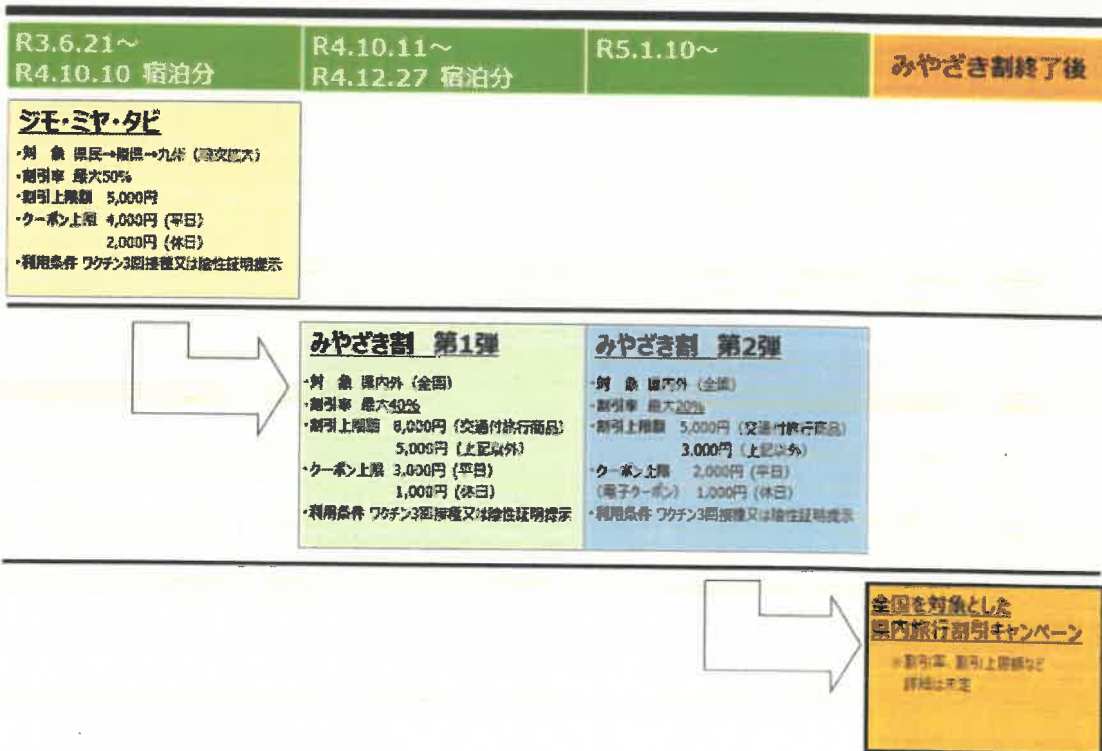 R3.6.21～
R4.10.10 宿泊分
R4.10.11～
R4.12.27 宿泊分
R5.1.10～
みやざき割終了後
ジモ・ミヤ・タビ
・対　象 県民→隣県→九州（順次拡大）
・割引率 最大50%
・割引上限額 5,000円
・クーポン上限 4,000円（平日）
2,000円（休日）
・利用条件 ワクチン3回接種又は陰性証明提示
みやざき割　第1弾
・対　象 県内外（全国）
・割引率 最大40%
・割引上限額 8,000円（交通付旅行商品）
5,000円（上記以外）
・クーポン上限 3,000円（平日）
1,000円（休日）
・利用条件 ワクチン3回接種又は陰性証明提示
みやざき割　第2弾
・対　象 県内外（全国）
・割引率 最大20%
・割引上限額 5,000円（交通付旅行商品）
3,000円（上記以外）
・クーポン上限 2,000円（平日）
（電子クーポン） 1,000円（休日）
・利用条件 ワクチン3回接種又は陰性証明提示
全国を対象とした
県内旅行割引キャンペーン
※割引率、割引上限額など
詳細は未定